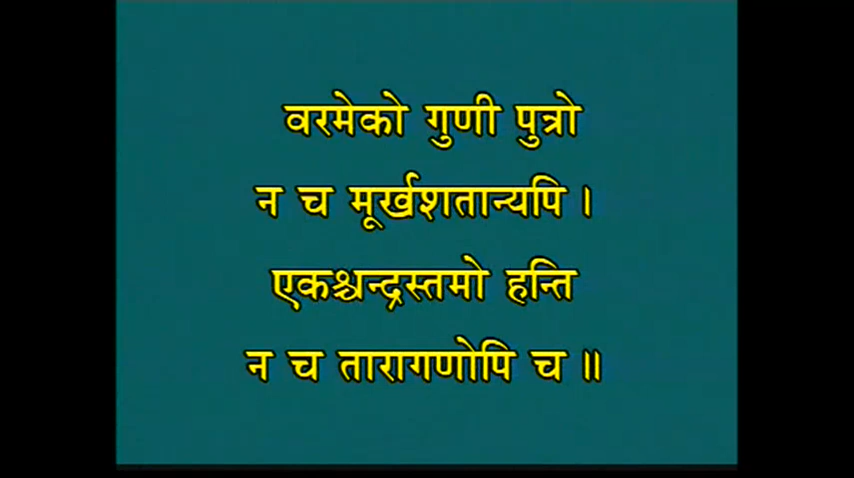 वरमेको गुणी पुत्रो
न च मूर्खशतान्यपि ।
एकश्चन्द्रस्तमो हन्ति
न च तारागणोपि च ॥